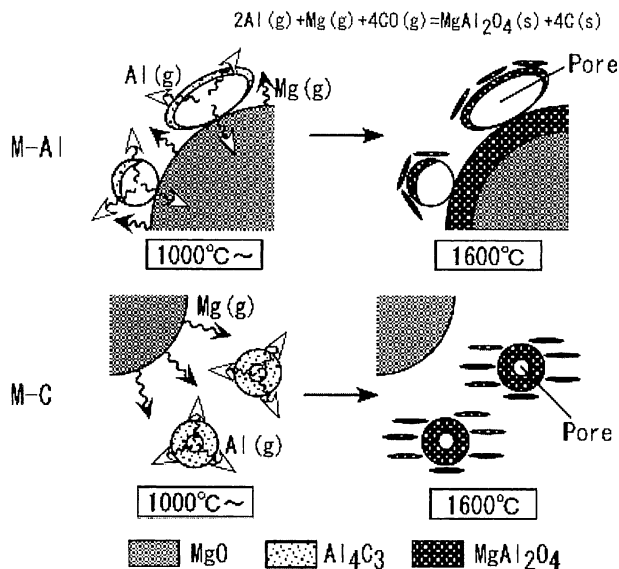 2Al(g)+Mg(g)+4CO(g)=MgAl₂O₄(s)+4C(s)
Al(g)
Mg(g)
Pore
M-Al
1000℃~
1600℃
Mg(g)
M-C
Al(g)
Pore
1000℃~
1600℃
MgO
Al₄C₃
MgAl₂O₄